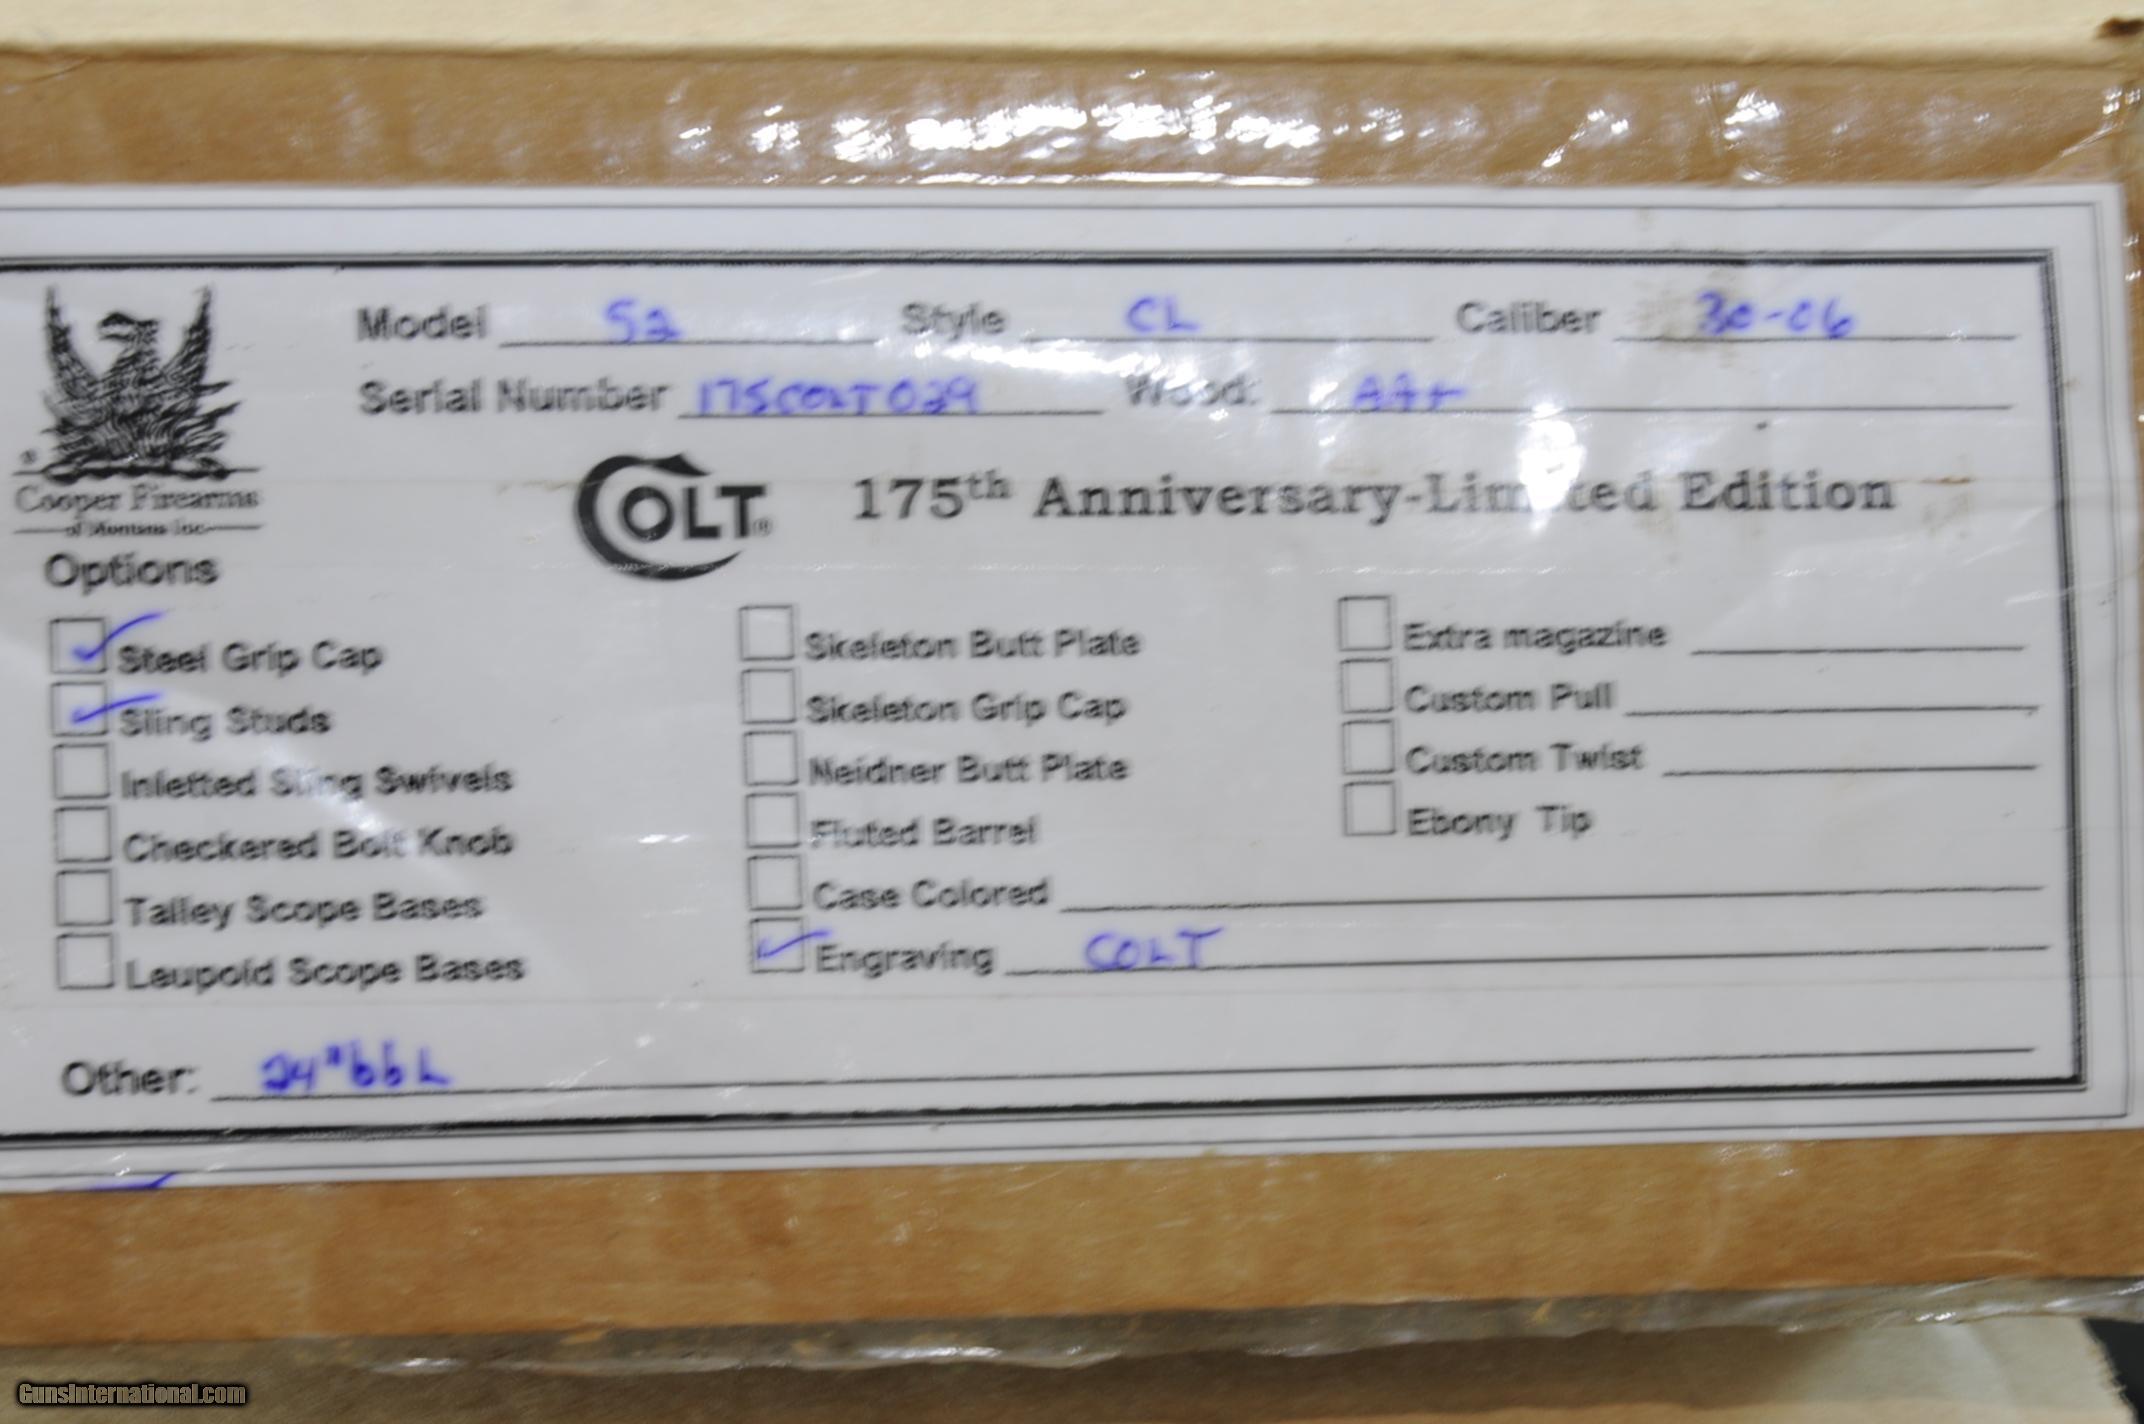 Model 52 Style CL Caliber 30-06
Serial Number 175COLT029 Wood: AA+
Cooper Firearms
of Montana Inc
COLT® 175th Anniversary-Limited Edition
Options
Steel Grip Cap
Sling Studs
Inletted Sling Swivels
Checkered Bolt Knob
Talley Scope Bases
Leupold Scope Bases
Skeleton Butt Plate
Skeleton Grip Cap
Neidner Butt Plate
Fluted Barrel
Case Colored
Engraving COLT
Extra magazine
Custom Pull
Custom Twist
Ebony Tip
Other: 24"bbL
GunsInternational.com